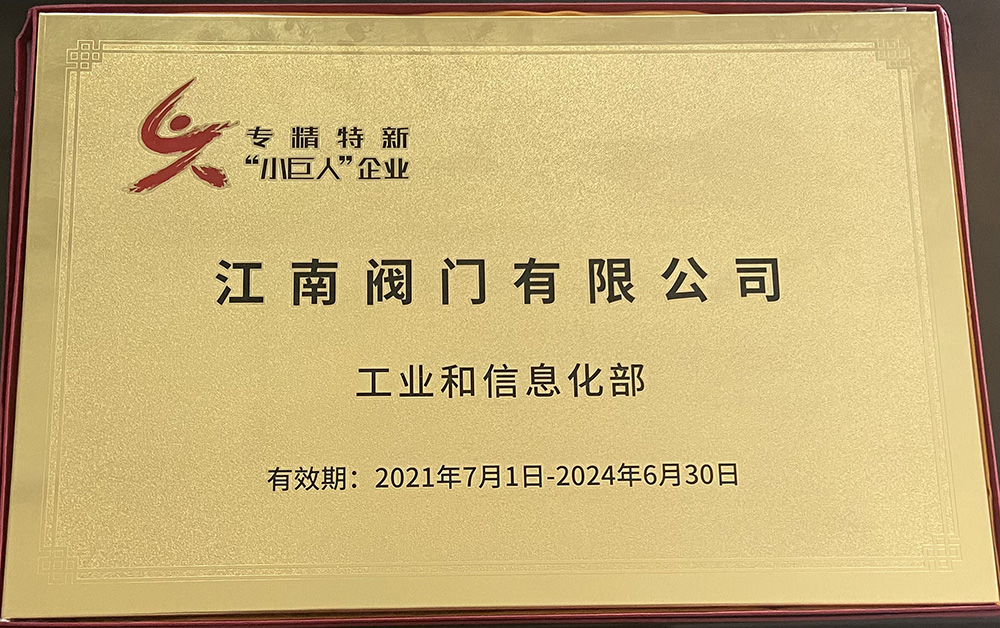 专精特新
“小巨人”企业
江南阀门有限公司
工业和信息化部
有效期：2021年7月1日-2024年6月30日